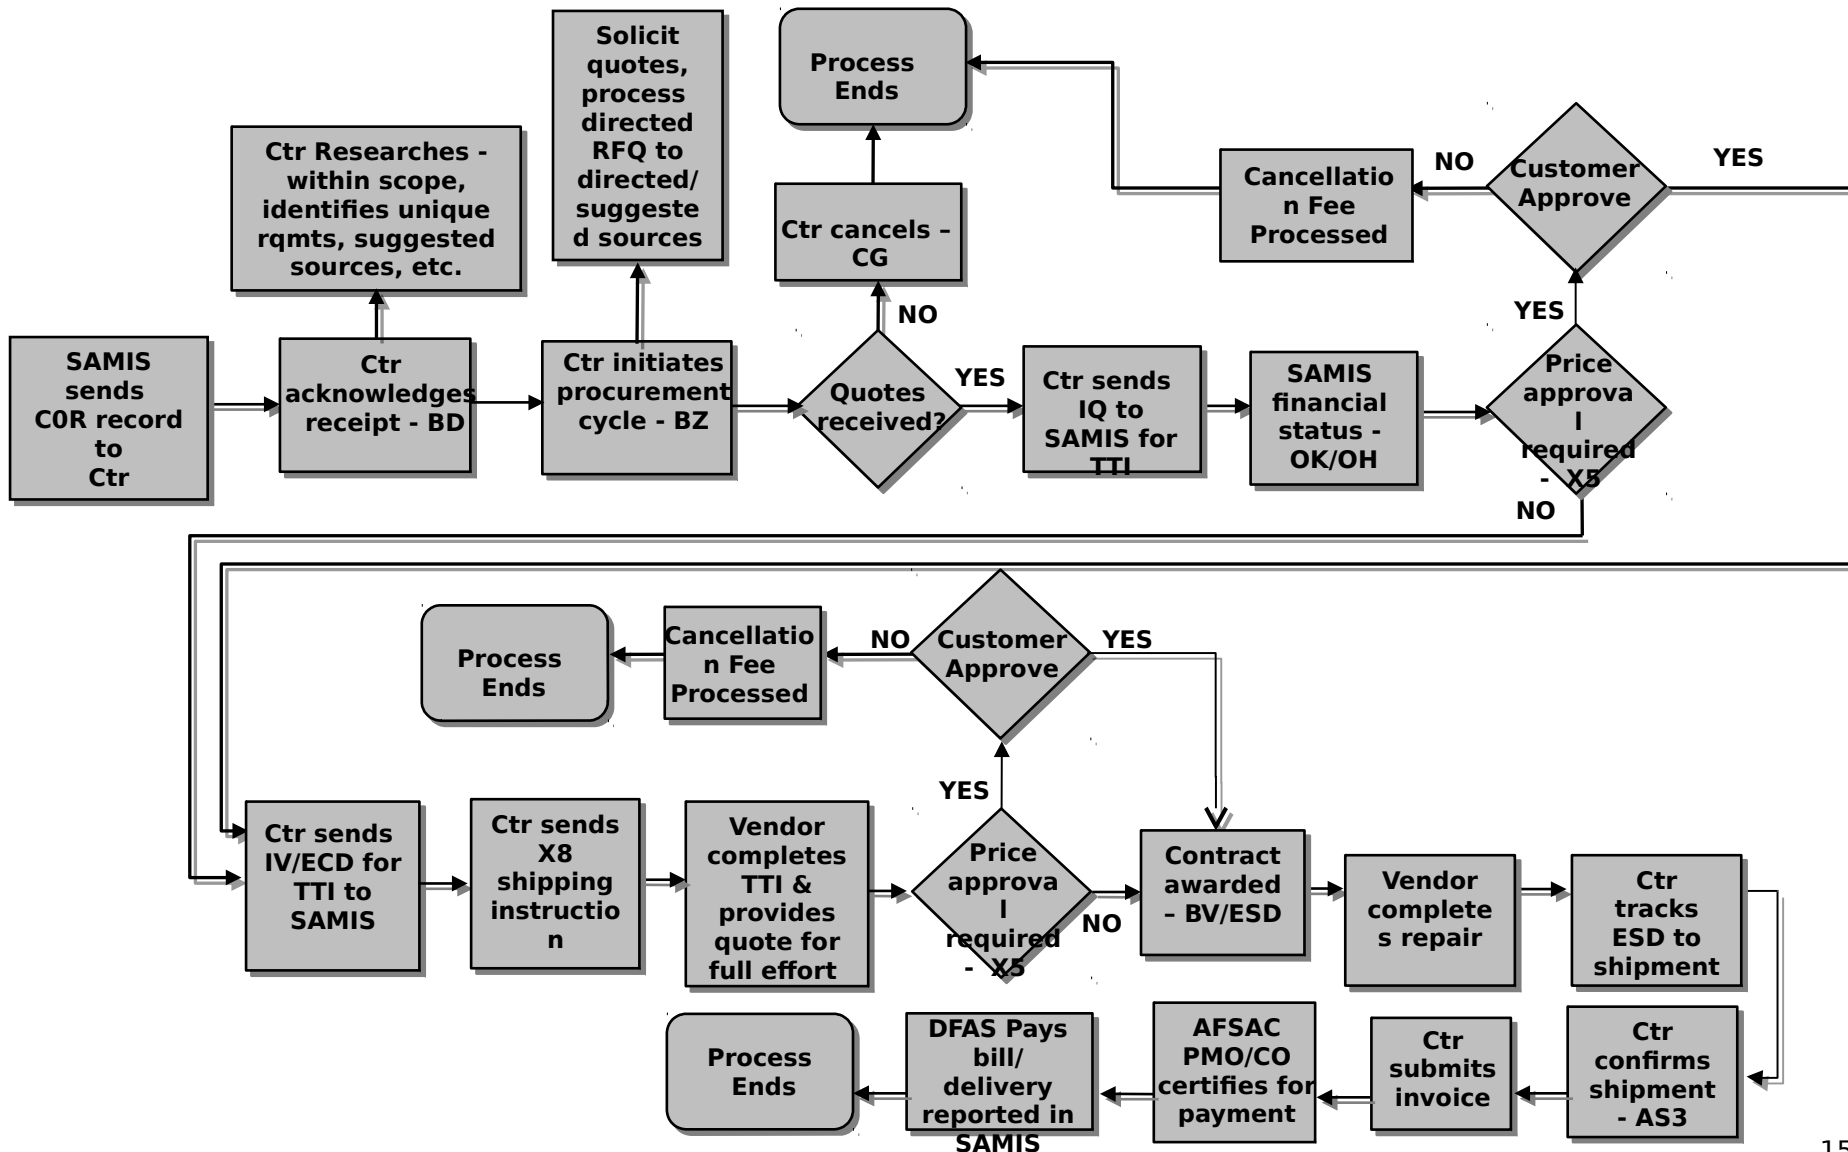 Solicit
quotes,
process
directed
RFQ to
directed/
suggeste
d sources
Process
Ends
Ctr Researches -
within scope,
identifies unique
rqmts, suggested
sources, etc.
Ctr cancels –
CG
Cancellatio
n Fee
Processed
NO
Customer
Approve
YES
NO
YES
SAMIS
sends
C0R record
to
Ctr
Ctr
acknowledges
receipt - BD
Ctr initiates
procurement
cycle - BZ
Quotes
received?
YES
Ctr sends
IQ to
SAMIS for
TTI
SAMIS
financial
status -
OK/OH
Price
approva
l
required
- X5
NO
Process
Ends
Cancellatio
n Fee
Processed
NO
Customer
Approve
YES
YES
Ctr sends
IV/ECD for
TTI to
SAMIS
Ctr sends
X8
shipping
instructio
n
Vendor
completes
TTI &
provides
quote for
full effort
Price
approva
l
required
- X5
NO
Contract
awarded
– BV/ESD
Vendor
complete
s repair
Ctr
tracks
ESD to
shipment
Process
Ends
DFAS Pays
bill/
delivery
reported in
SAMIS
AFSAC
PMO/CO
certifies for
payment
Ctr
submits
invoice
Ctr
confirms
shipment
- AS3
15